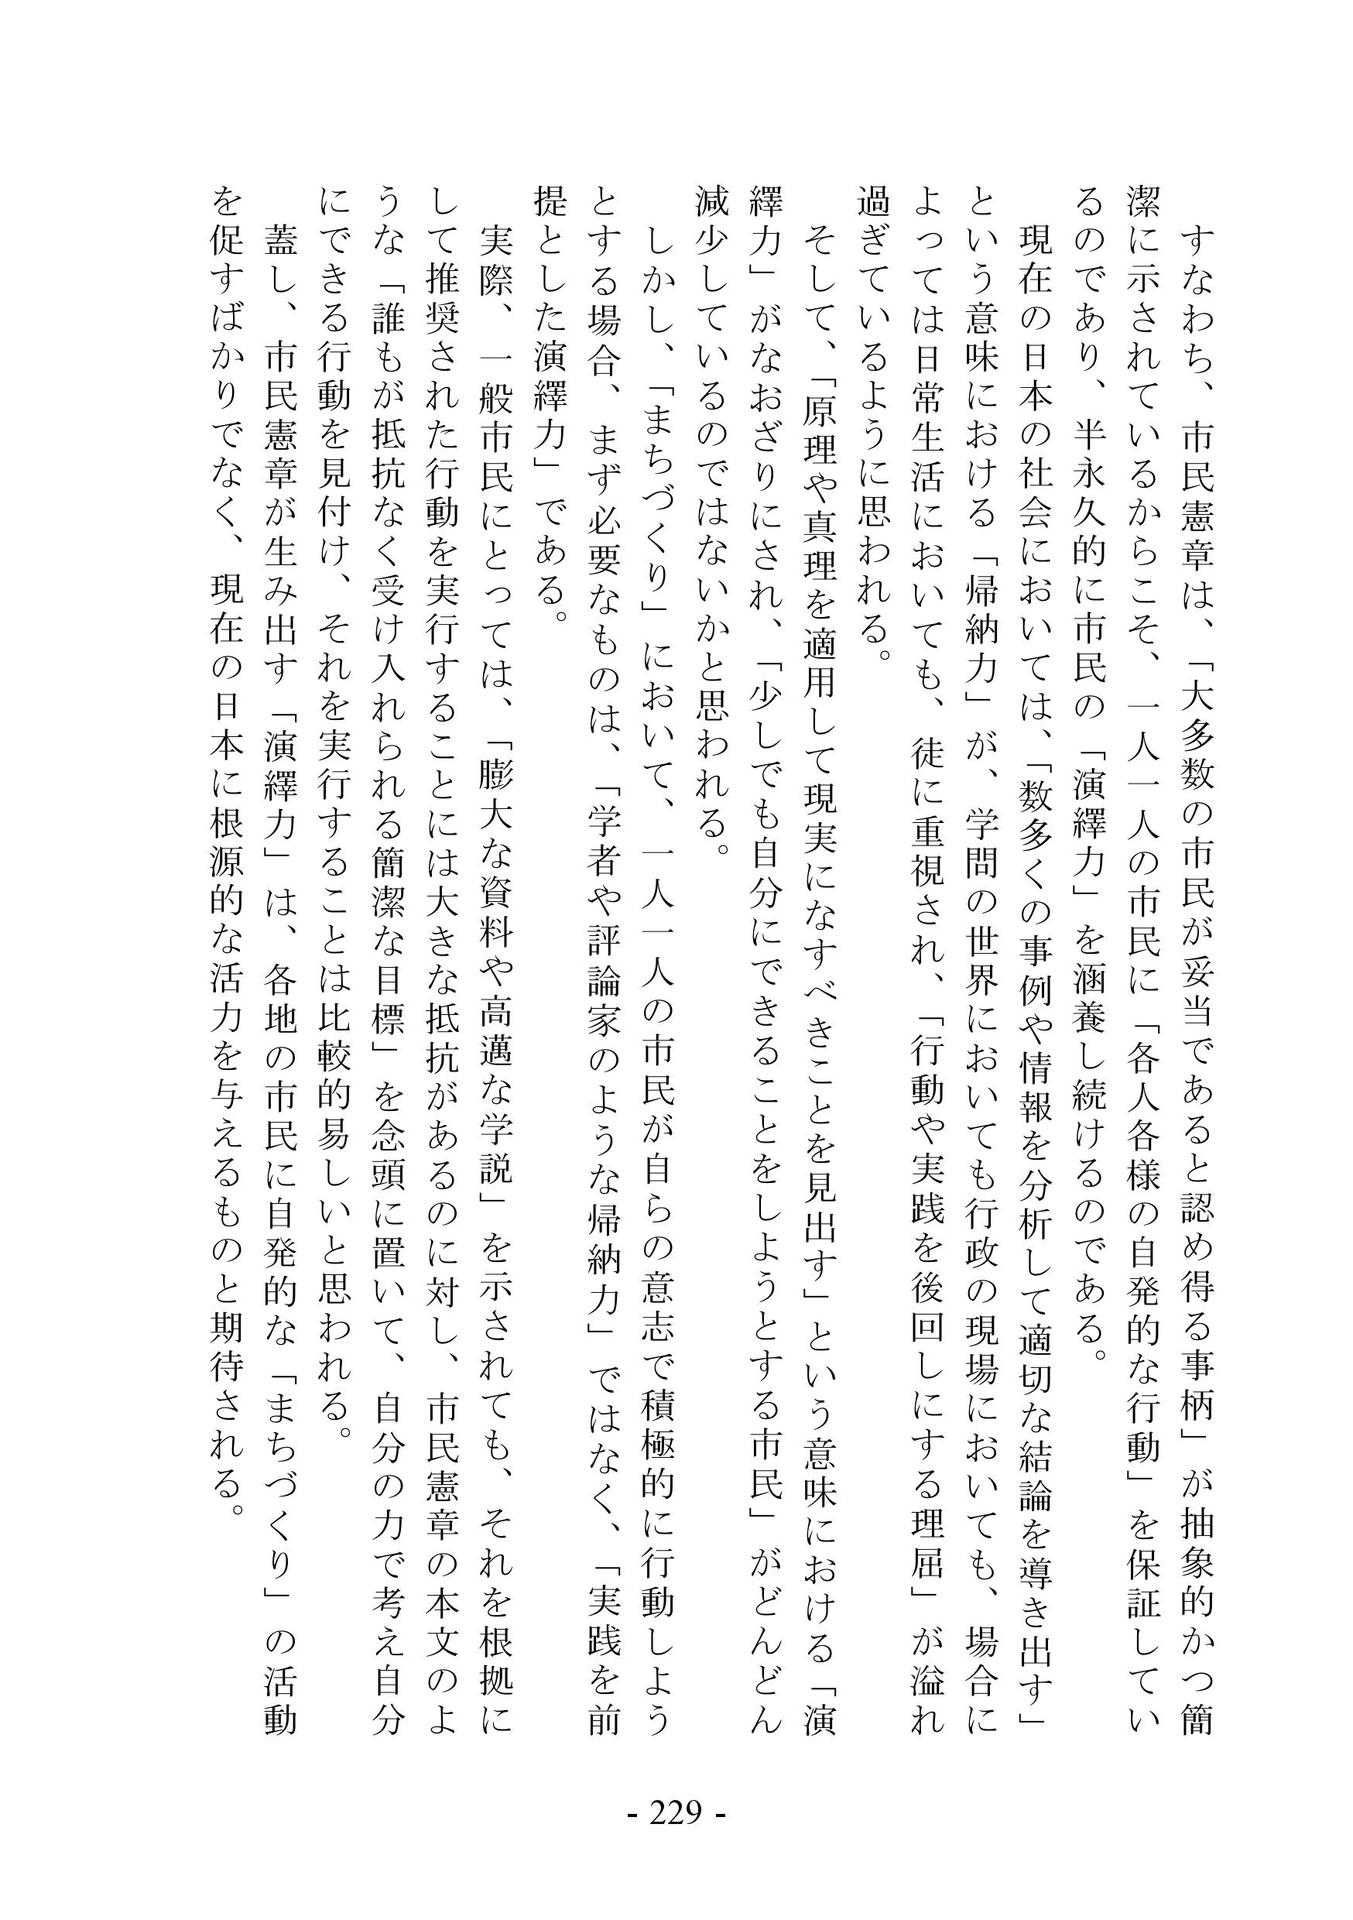 すなわち、市民憲章は、「大多数の市民が妥当であると認め得る事柄」が抽象的かつ簡
潔に示されているからこそ、一人一人の市民に「各人各様の自発的な行動」を保証してい
るのであり、半永久的に市民の「演繹力」を涵養し続けるのである。
現在の日本の社会においては、「数多くの事例や情報を分析して適切な結論を導き出す」
という意味における「帰納力」が、学問の世界においても行政の現場においても、場合に
よっては日常生活においても、徒に重視され、「行動や実践を後回しにする理屈」が溢れ
過ぎているように思われる。
そして、「原理や真理を適用して現実になすべきことを見出す」という意味における「演
繹力」がなおざりにされ、「少しでも自分にできることをしようとする市民」がどんどん
減少しているのではないかと思われる。
しかし、「まちづくり」において、一人一人の市民が自らの意志で積極的に行動しよう
とする場合、まず必要なものは、「学者や評論家のような帰納力」ではなく、「実践を前
提とした演繹力」である。
実際、一般市民にとっては、「膨大な資料や高邁な学説」を示されても、それを根拠に
して推奨された行動を実行することには大きな抵抗があるのに対し、市民憲章の本文のよ
うな「誰もが抵抗なく受け入れられる簡潔な目標」を念頭に置いて、自分の力で考え自分
にできる行動を見付け、それを実行することは比較的易しいと思われる。
蓋し、市民憲章が生み出す「演繹力」は、各地の市民に自発的な「まちづくり」の活動
を促すばかりでなく、現在の日本に根源的な活力を与えるものと期待される。
- 229 -